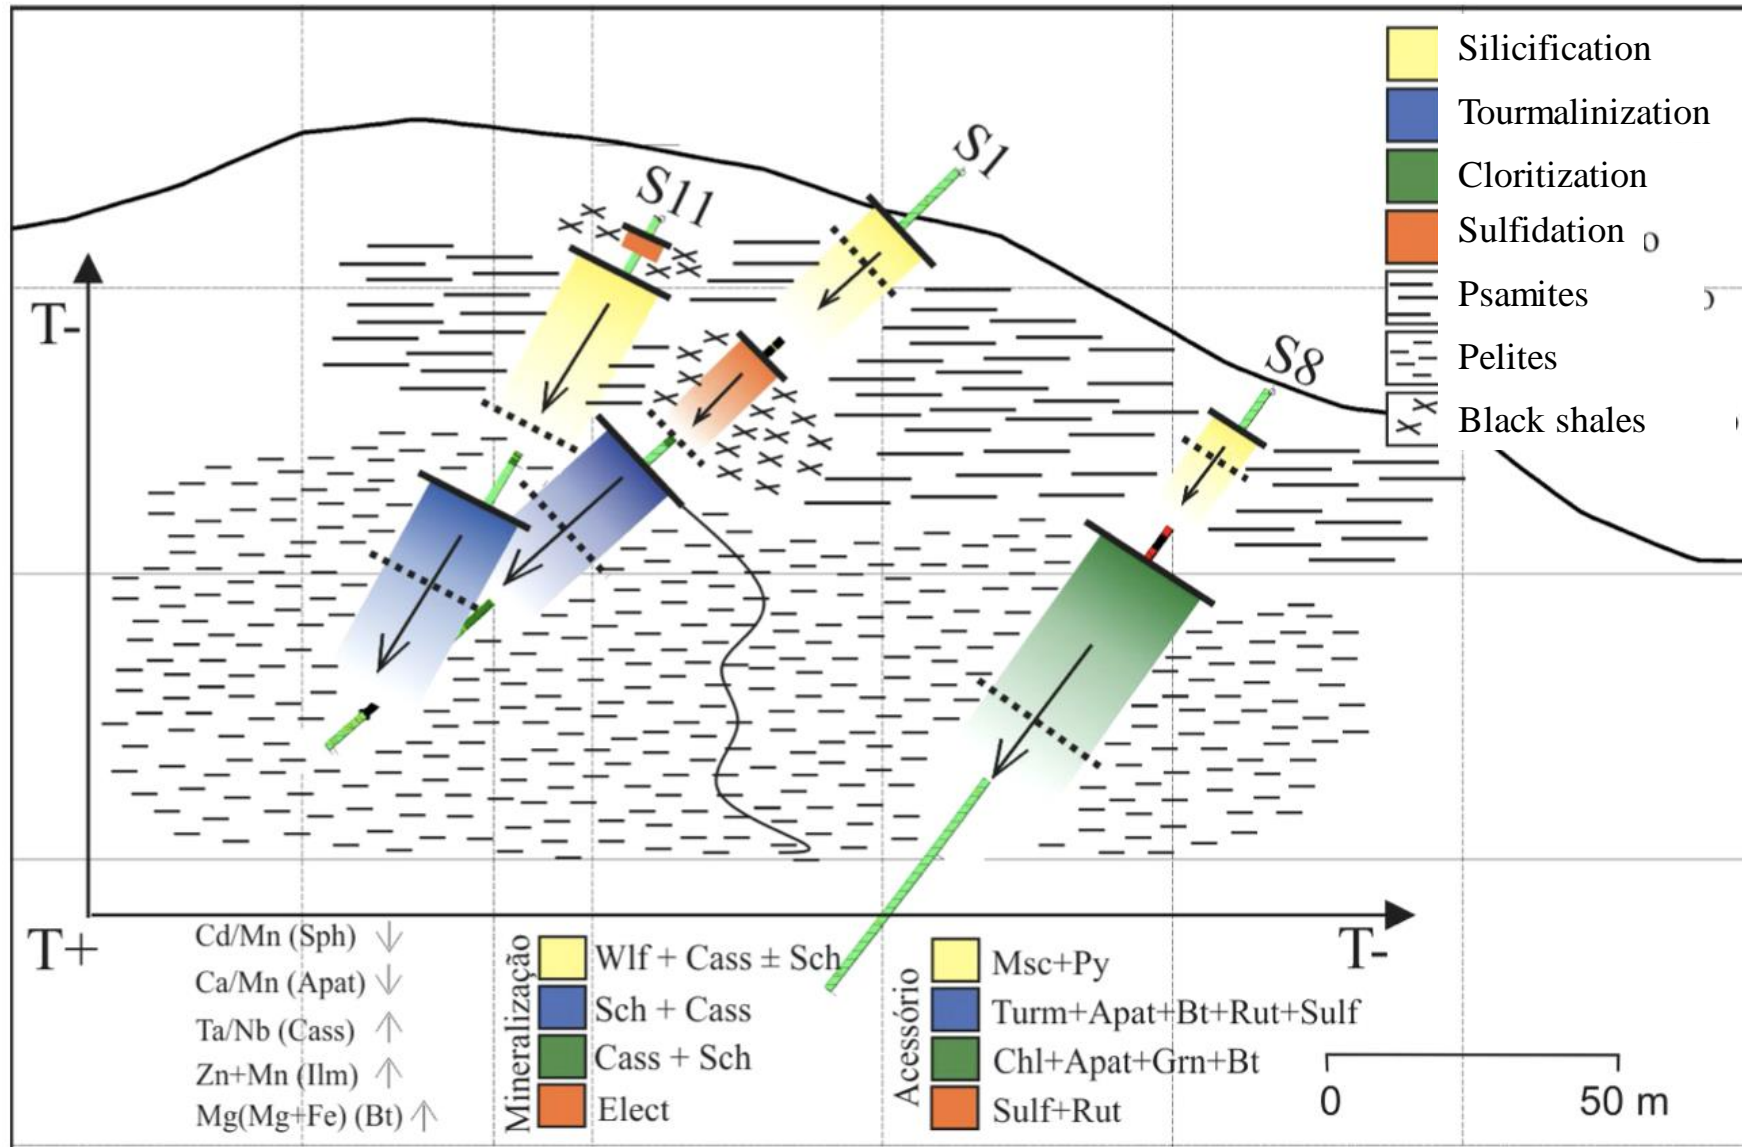 Silicification
Tourmalinization
Cloritization
Sulfidation o
Psamites
Pelites
Black shales
S1
S11
S8
T-
T+
T-
Cd/Mn (Sph) ↓
Ca/Mn (Apat) ↓
Ta/Nb (Cass) ↑
Zn+Mn (Ilm) ↑
Mg(Mg+Fe) (Bt) ↑
Mineralização
Wlf + Cass ± Sch
Sch + Cass
Cass + Sch
Elect
Acessório
Msc+Py
Turm+Apat+Bt+Rut+Sulf
Chl+Apat+Grn+Bt
Sulf+Rut
0 50 m